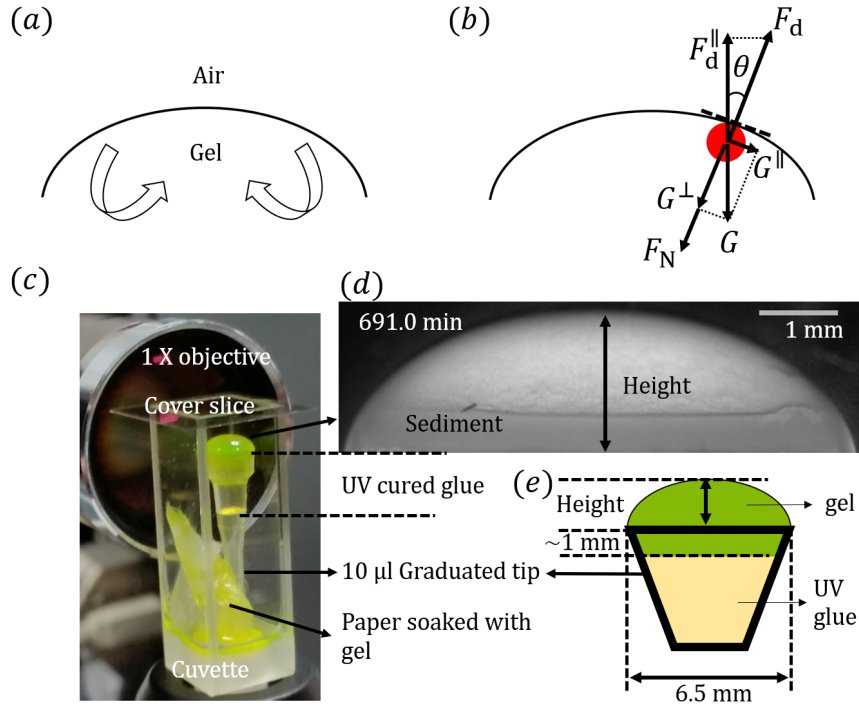 (a)
Air
Gel
(b)
F_d^∥
F_d
θ
G^∥
G^⊥
G
F_N
(c)
1 X objective
Cover slice
UV cured glue
10 µl Graduated tip
Paper soaked with
gel
Cuvette
(d)
691.0 min
1 mm
Height
Sediment
(e)
Height
gel
~1 mm
UV
glue
6.5 mm